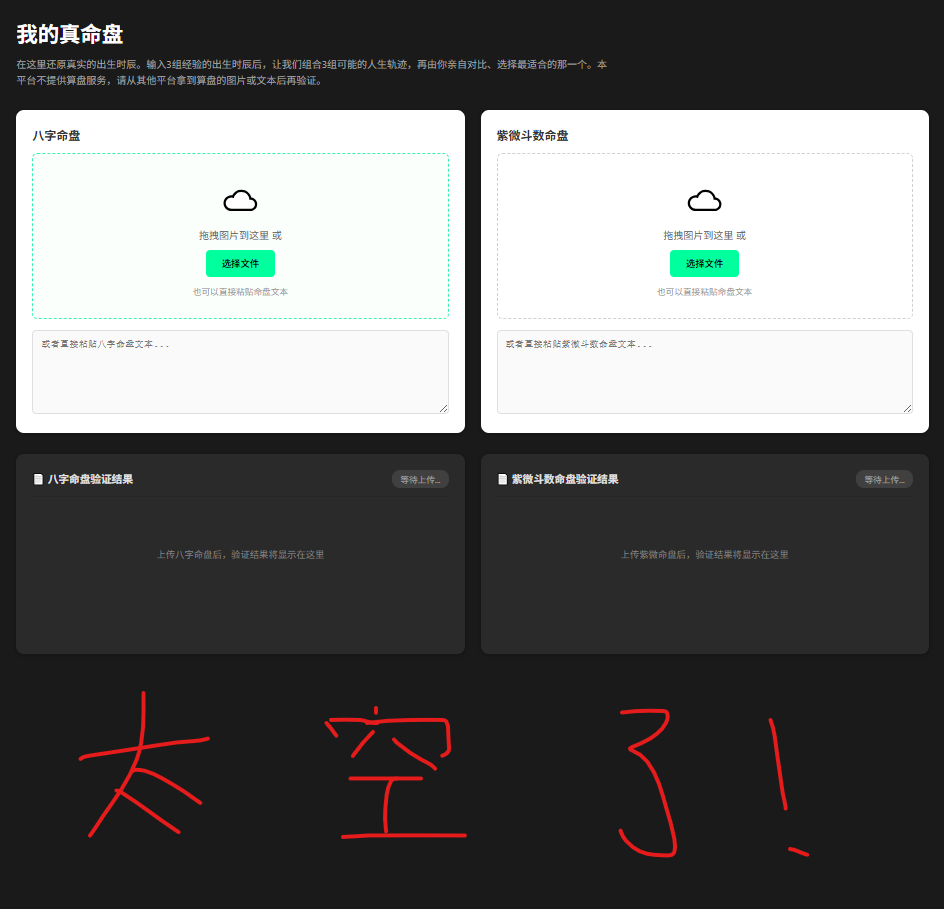 我的真命盘
在这里还原真实的出生时辰。输入3组经验的出生时辰后，让我们组合3组可能的人生轨迹，再由你亲自对比、选择最适合的那一个。本
平台不提供算盘服务，请从其他平台拿到算盘的图片或文本后再验证。
八字命盘
拖拽图片到这里 或
选择文件
也可以直接粘贴命盘文本
或者直接粘贴八字命盘文本...
紫微斗数命盘
拖拽图片到这里 或
选择文件
也可以直接粘贴命盘文本
或者直接粘贴紫微斗数命盘文本...
八字命盘验证结果
等待上传...
上传八字命盘后，验证结果将显示在这里
紫微斗数命盘验证结果
等待上传...
上传紫微命盘后，验证结果将显示在这里
太空了！